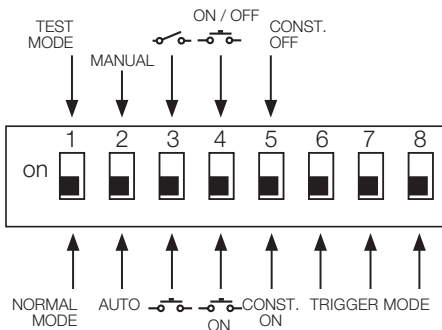 ON / OFF
TEST
MODE
CONST.
OFF
MANUAL
1 2 3 4 5 6 7 8
on
NORMAL
MODE
AUTO
ON
CONST.
ON
TRIGGER MODE